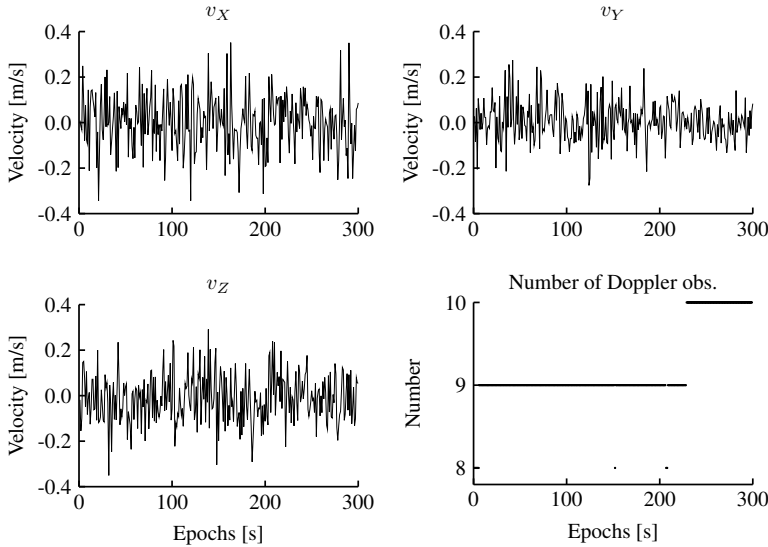 v_X
Velocity [m/s]
0.4
0.2
0.0
-0.2
-0.4
0 100 200 300
v_Y
Velocity [m/s]
0.4
0.2
0.0
-0.2
-0.4
0 100 200 300
v_Z
Velocity [m/s]
0.4
0.2
0.0
-0.2
-0.4
0 100 200 300
Epochs [s]
Number of Doppler obs.
Number
10
9
8
0 100 200 300
Epochs [s]